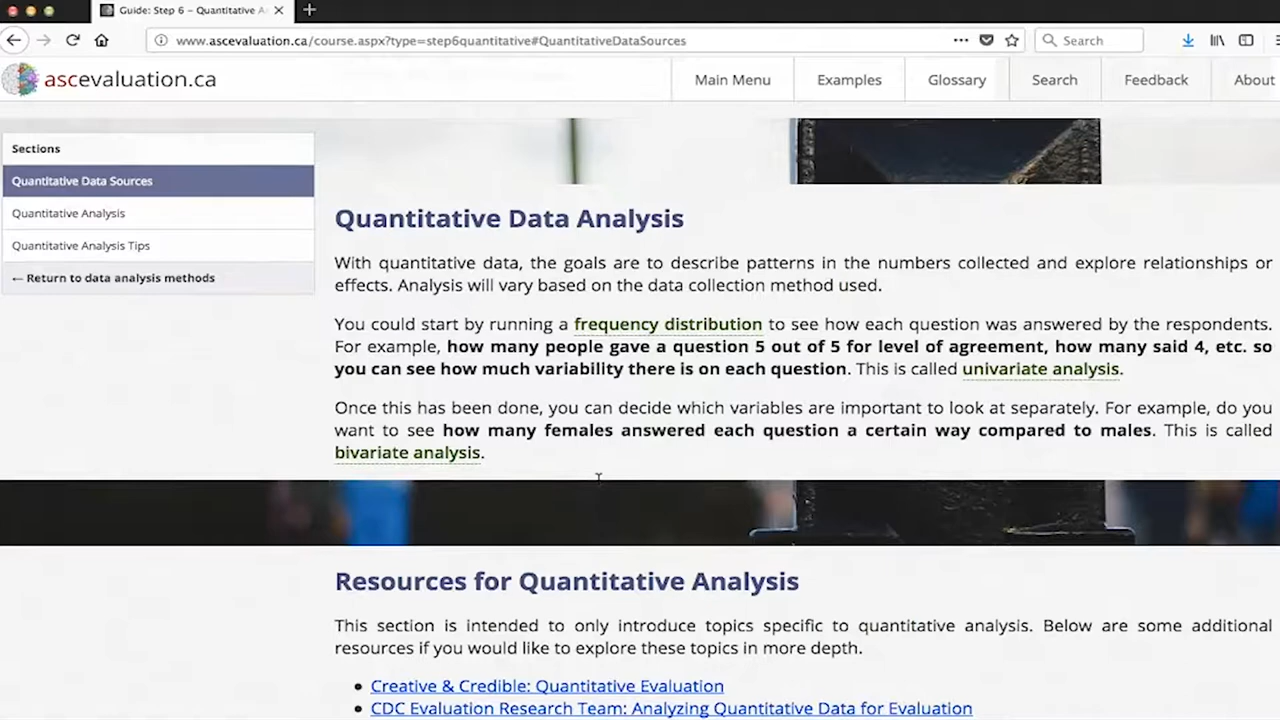 Guide: Step 6 – Quantitative A
www.ascevaluation.ca/course.aspx?type=step6quantitative#QuantitativeDataSources
Search
ascevaluation.ca
Main Menu
Examples
Glossary
Search
Feedback
About
Sections
Quantitative Data Sources
Quantitative Analysis
Quantitative Analysis Tips
← Return to data analysis methods
Quantitative Data Analysis
With quantitative data, the goals are to describe patterns in the numbers collected and explore relationships or
effects. Analysis will vary based on the data collection method used.
You could start by running a frequency distribution to see how each question was answered by the respondents.
For example, how many people gave a question 5 out of 5 for level of agreement, how many said 4, etc. so
you can see how much variability there is on each question. This is called univariate analysis.
Once this has been done, you can decide which variables are important to look at separately. For example, do you
want to see how many females answered each question a certain way compared to males. This is called
bivariate analysis.
Resources for Quantitative Analysis
This section is intended to only introduce topics specific to quantitative analysis. Below are some additional
resources if you would like to explore these topics in more depth.
• Creative & Credible: Quantitative Evaluation
• CDC Evaluation Research Team: Analyzing Quantitative Data for Evaluation